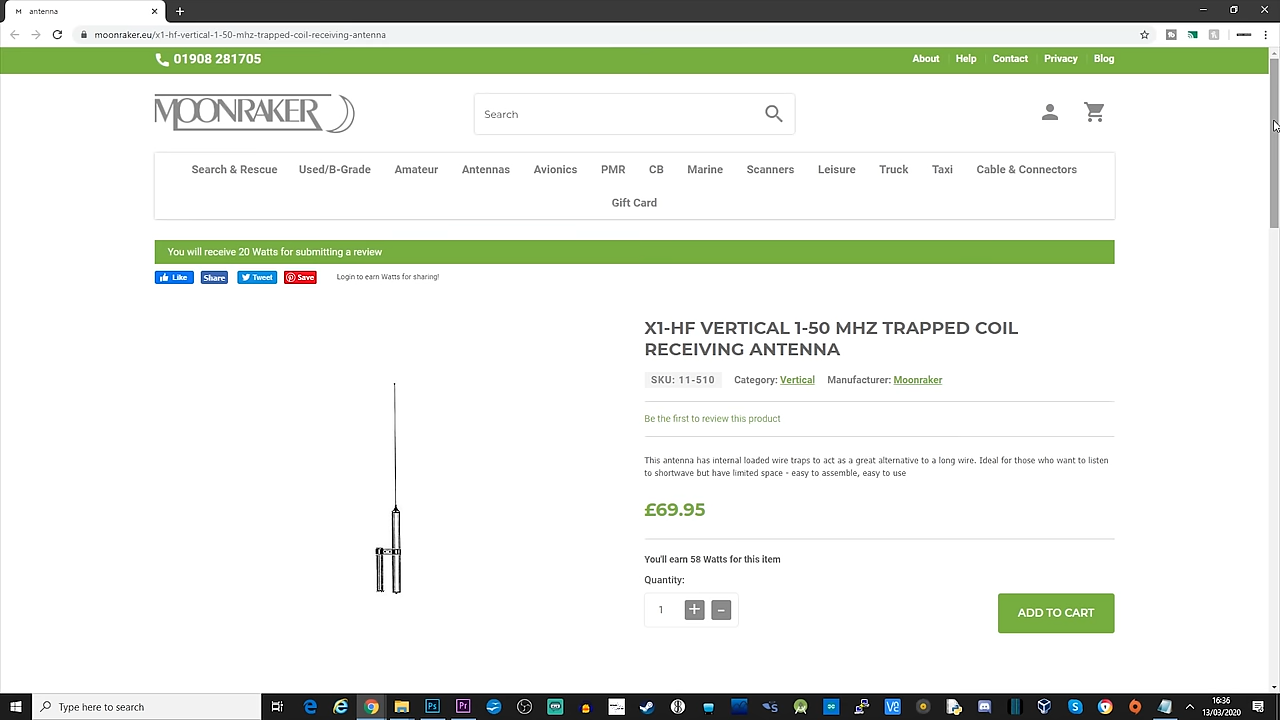 antenna
moonraker.eu/x1-hf-vertical-1-50-mhz-trapped-coil-receiving-antenna
01908 281705
About Help Contact Privacy Blog
MOONRAKER
Search
Search & Rescue Used/B-Grade Amateur Antennas Avionics PMR CB Marine Scanners Leisure Truck Taxi Cable & Connectors
Gift Card
You will receive 20 Watts for submitting a review
Like Share Tweet Save Login to earn Watts for sharing!
X1-HF VERTICAL 1-50 MHZ TRAPPED COIL
RECEIVING ANTENNA
SKU: 11-510 Category: Vertical Manufacturer: Moonraker
Be the first to review this product
This antenna has internal loaded wire traps to act as a great alternative to a long wire. Ideal for those who want to listen
to shortwave but have limited space - easy to assemble, easy to use
£69.95
You'll earn 58 Watts for this item
Quantity:
1 + -
ADD TO CART
Type here to search
16:36
13/03/2020